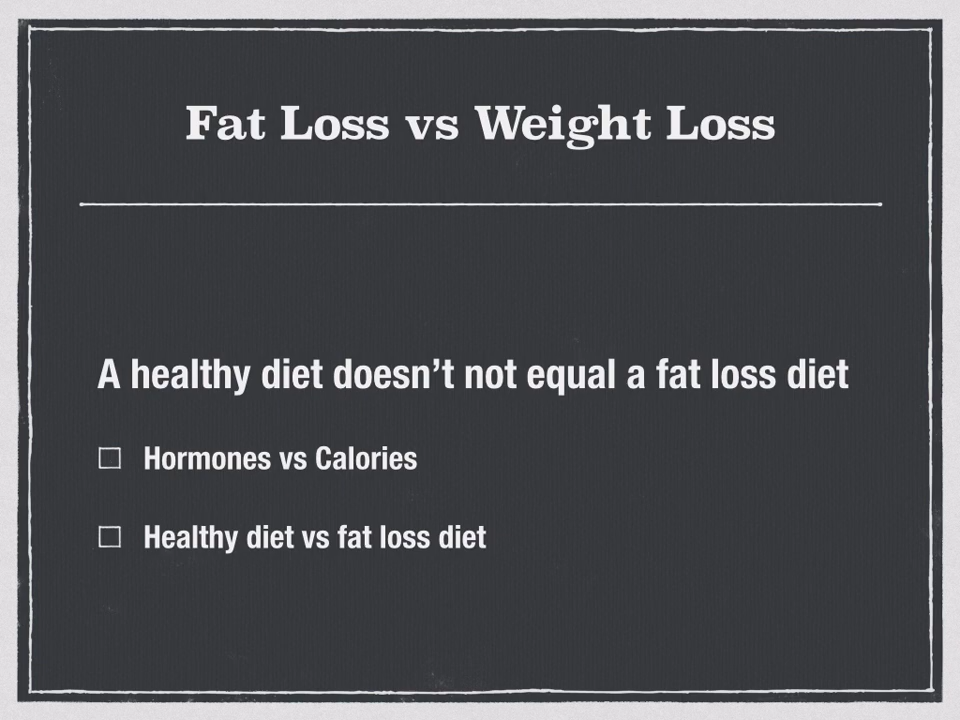 Fat Loss vs Weight Loss
A healthy diet doesn’t not equal a fat loss diet
Hormones vs Calories
Healthy diet vs fat loss diet